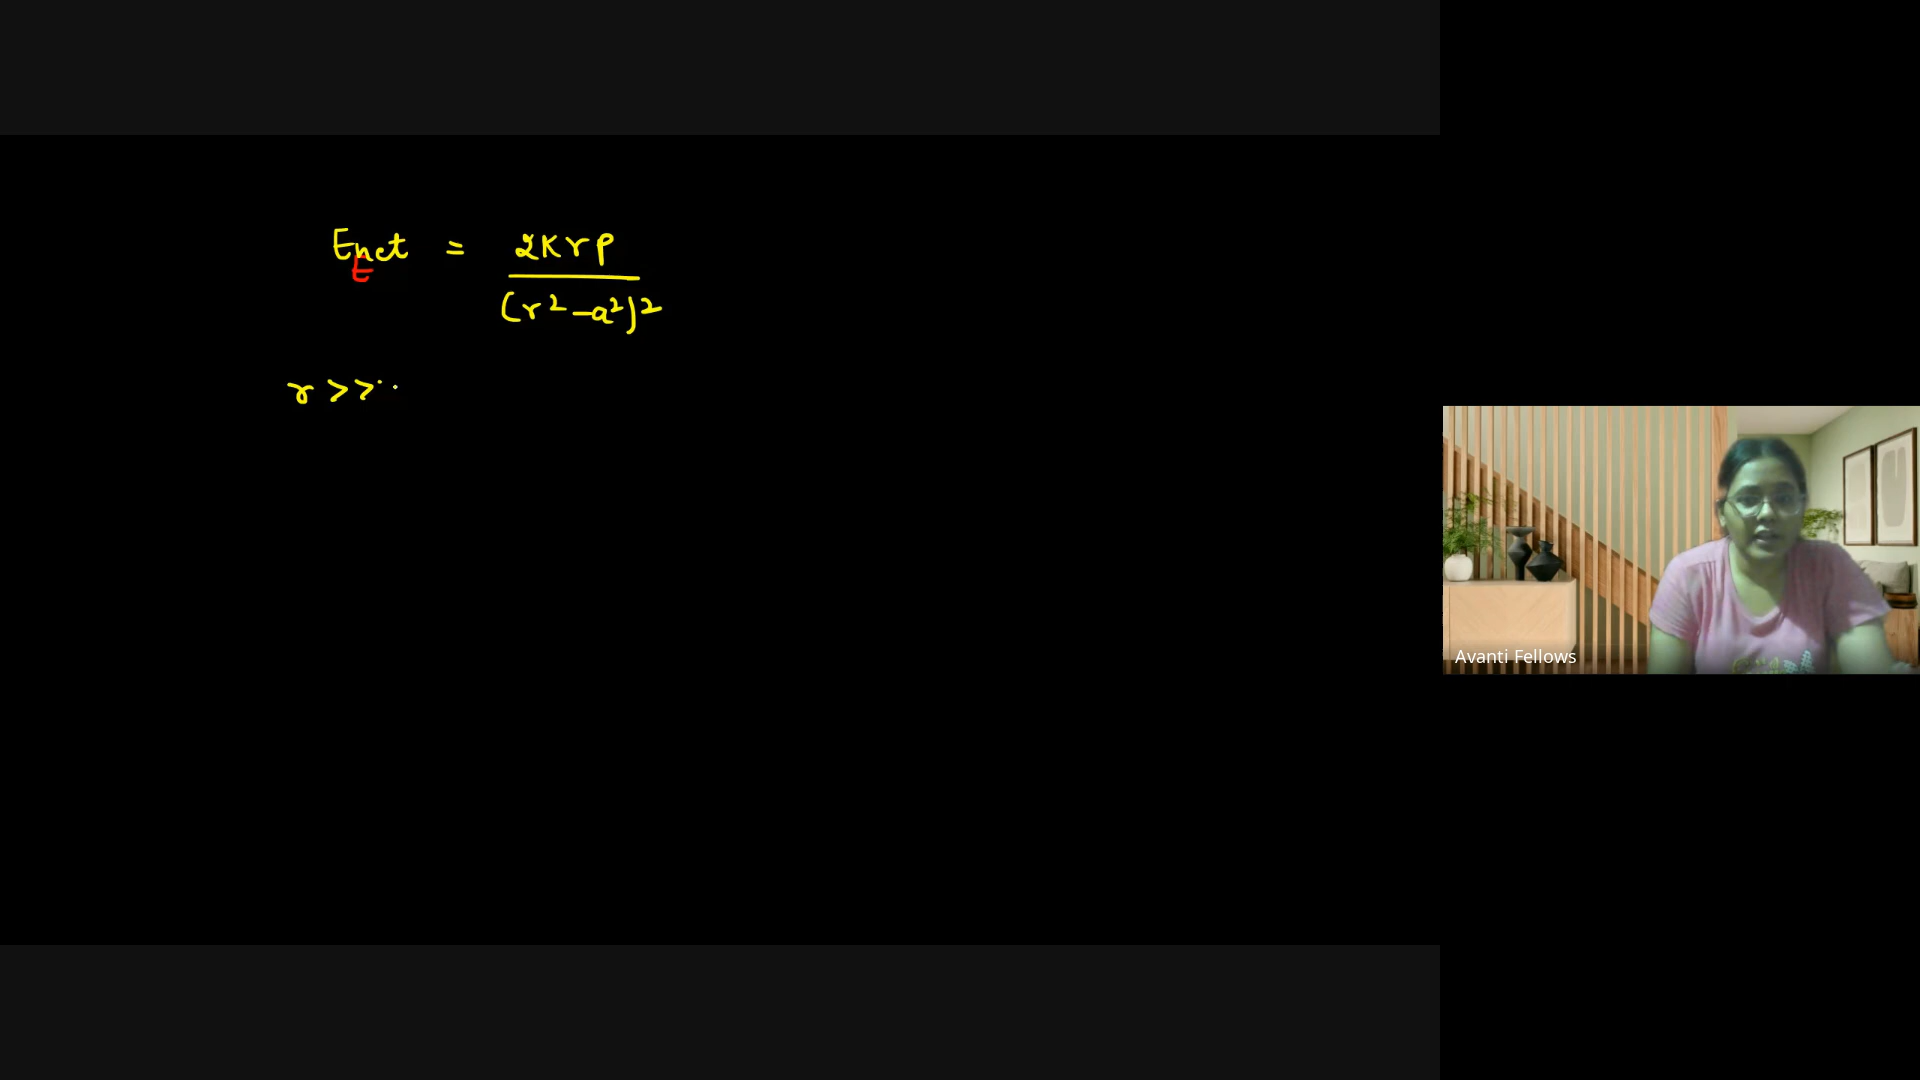 Enet = 2Krp
E
(r²-a²)²
r >>
Avanti Fellows